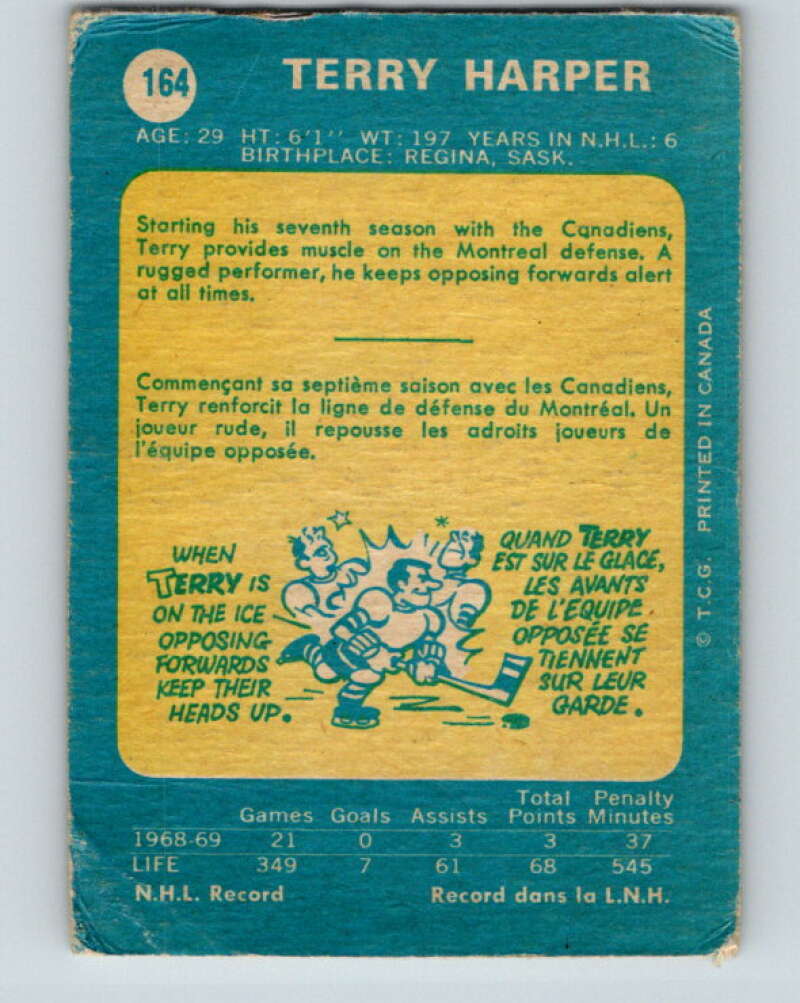 164
TERRY HARPER
AGE: 29 HT: 6'1'' WT: 197 YEARS IN N.H.L.: 6
BIRTHPLACE: REGINA, SASK.
Starting his seventh season with the Canadiens,
Terry provides muscle on the Montreal defense. A
rugged performer, he keeps opposing forwards alert
at all times.
Commençant sa septième saison avec les Canadiens,
Terry renforcit la ligne de défense du Montréal. Un
joueur rude, il repousse les adroits joueurs de
l'équipe opposée.
WHEN
TERRY IS
ON THE ICE
OPPOSING
FORWARDS
KEEP THEIR
HEADS UP.
QUAND TERRY
EST SUR LE GLACE,
LES AVANTS
DE L'EQUIPE
OPPOSÉE SE
TIENNENT
SUR LEUR
GARDE.
© T.C.G. PRINTED IN CANADA
Games Goals Assists Total Points Penalty Minutes
1968-69 21 0 3 3 37
LIFE 349 7 61 68 545
N.H.L. Record Record dans la L.N.H.